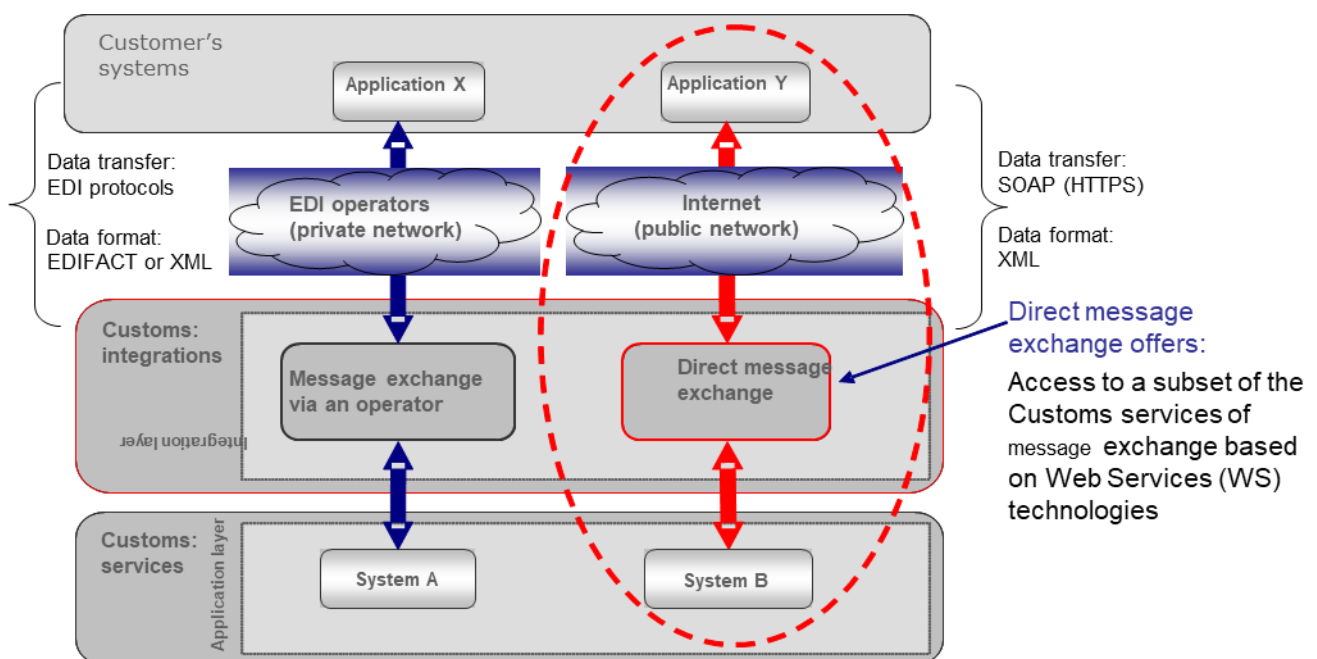 Customer's
systems
Application X
Application Y
Data transfer:
EDI protocols
Data format:
EDIFACT or XML
EDI operators
(private network)
Internet
(public network)
Data transfer:
SOAP (HTTPS)
Data format:
XML
Customs:
integrations
Integration layer
Message exchange
via an operator
Direct message
exchange
Direct message
exchange offers:
Access to a subset of the
Customs services of
message exchange based
on Web Services (WS)
technologies
Customs:
services
Application layer
System A
System B